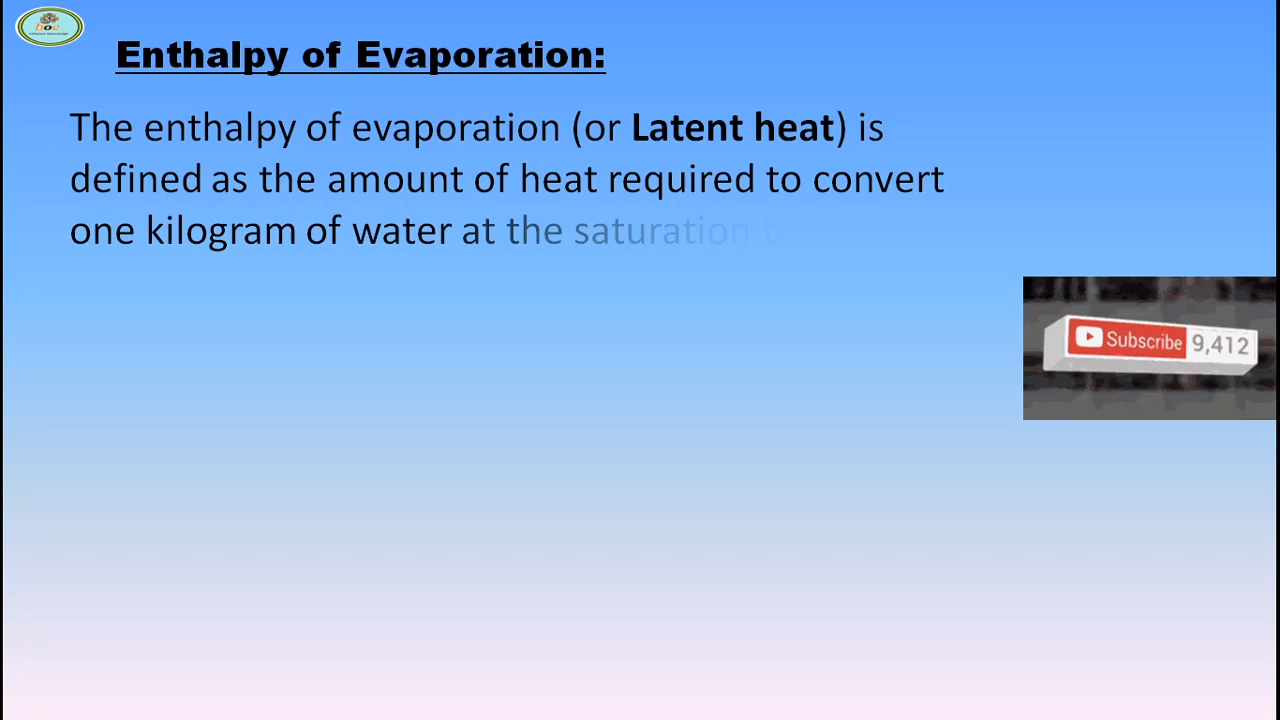 Enthalpy of Evaporation:
The enthalpy of evaporation (or Latent heat) is
defined as the amount of heat required to convert
one kilogram of water at the saturation t
Subscribe 9,412